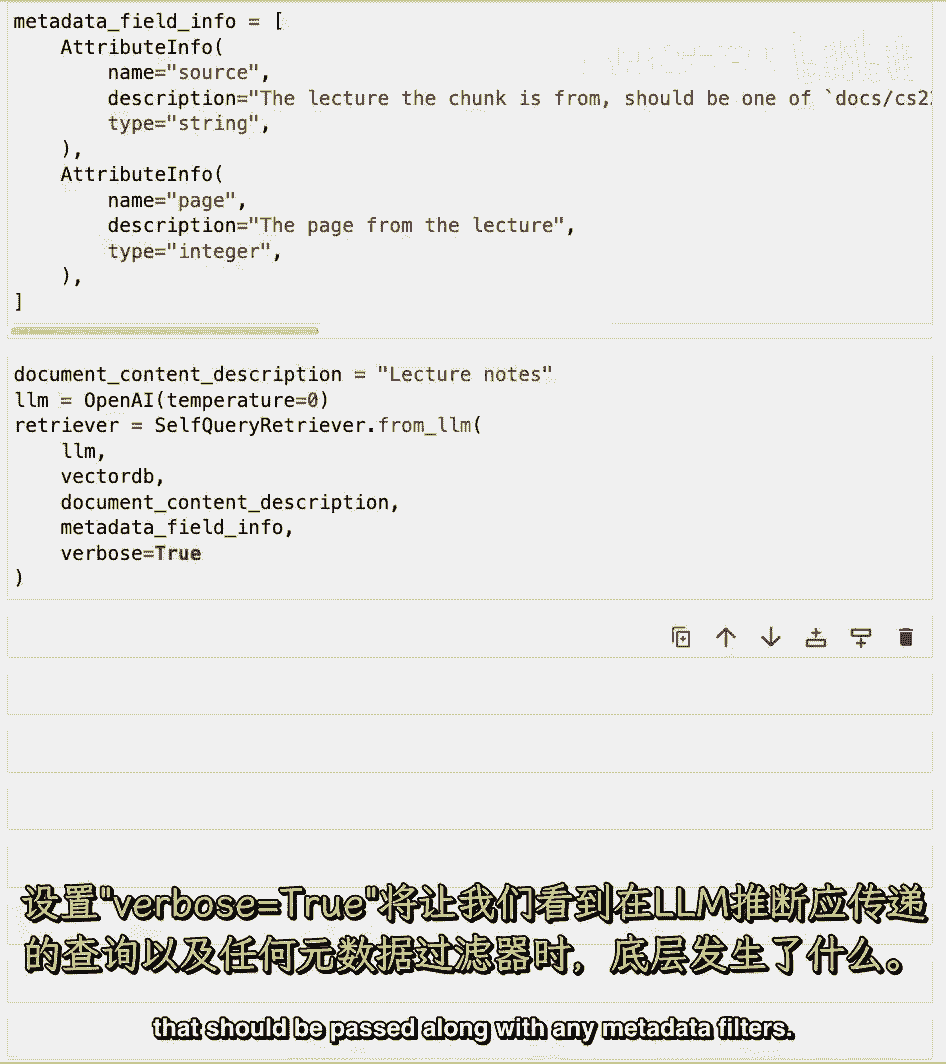 metadata_field_info = [
    AttributeInfo(
        name="source",
        description="The lecture the chunk is from, should be one of `docs/cs22
        type="string",
    ),
    AttributeInfo(
        name="page",
        description="The page from the lecture",
        type="integer",
    ),
]
document_content_description = "Lecture notes"
llm = OpenAI(temperature=0)
retriever = SelfQueryRetriever.from_llm(
    llm,
    vectordb,
    document_content_description,
    metadata_field_info,
    verbose=True
)
设置"verbose=True"将让我们看到在LLM推断应传递
的查询以及任何元数据过滤器时，底层发生了什么。
that should be passed along with any metadata filters.